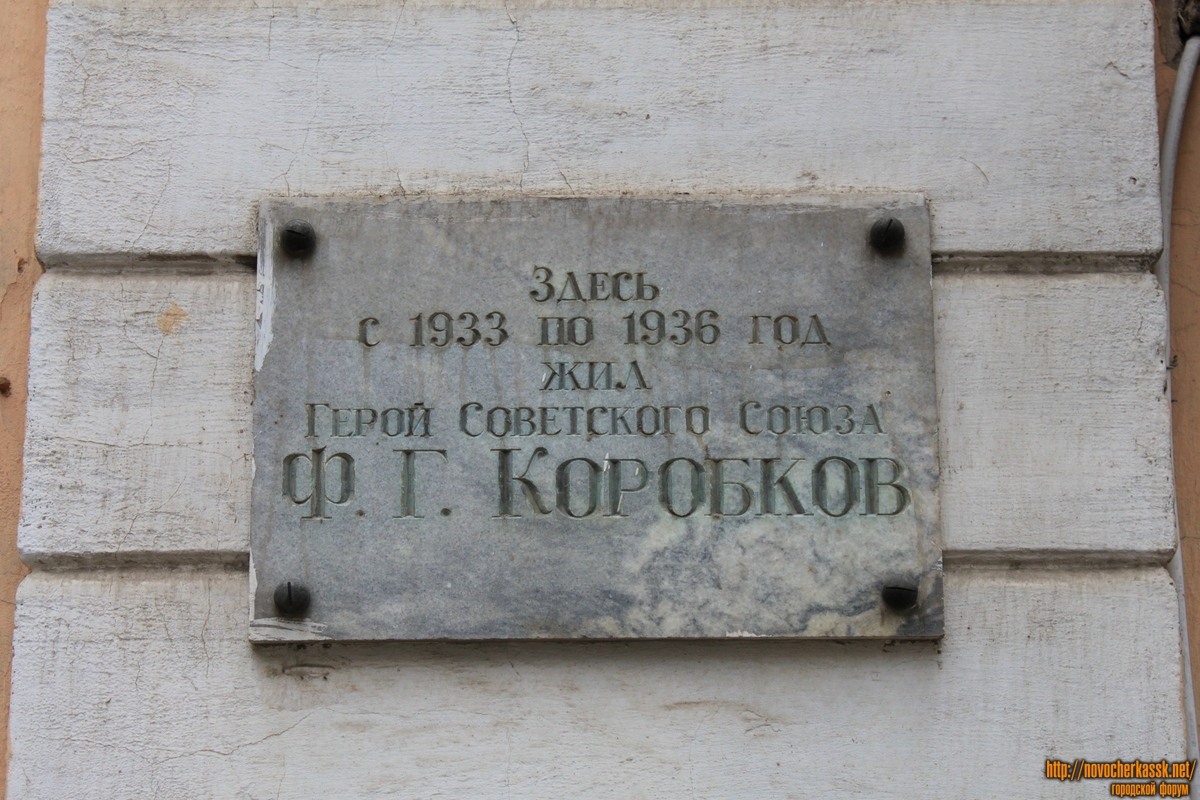 Здесь
с 1933 по 1936 год
жил
Герой Советского Союза
Ф. Г. Коробков
http://novocherkassk.net/
городской форум